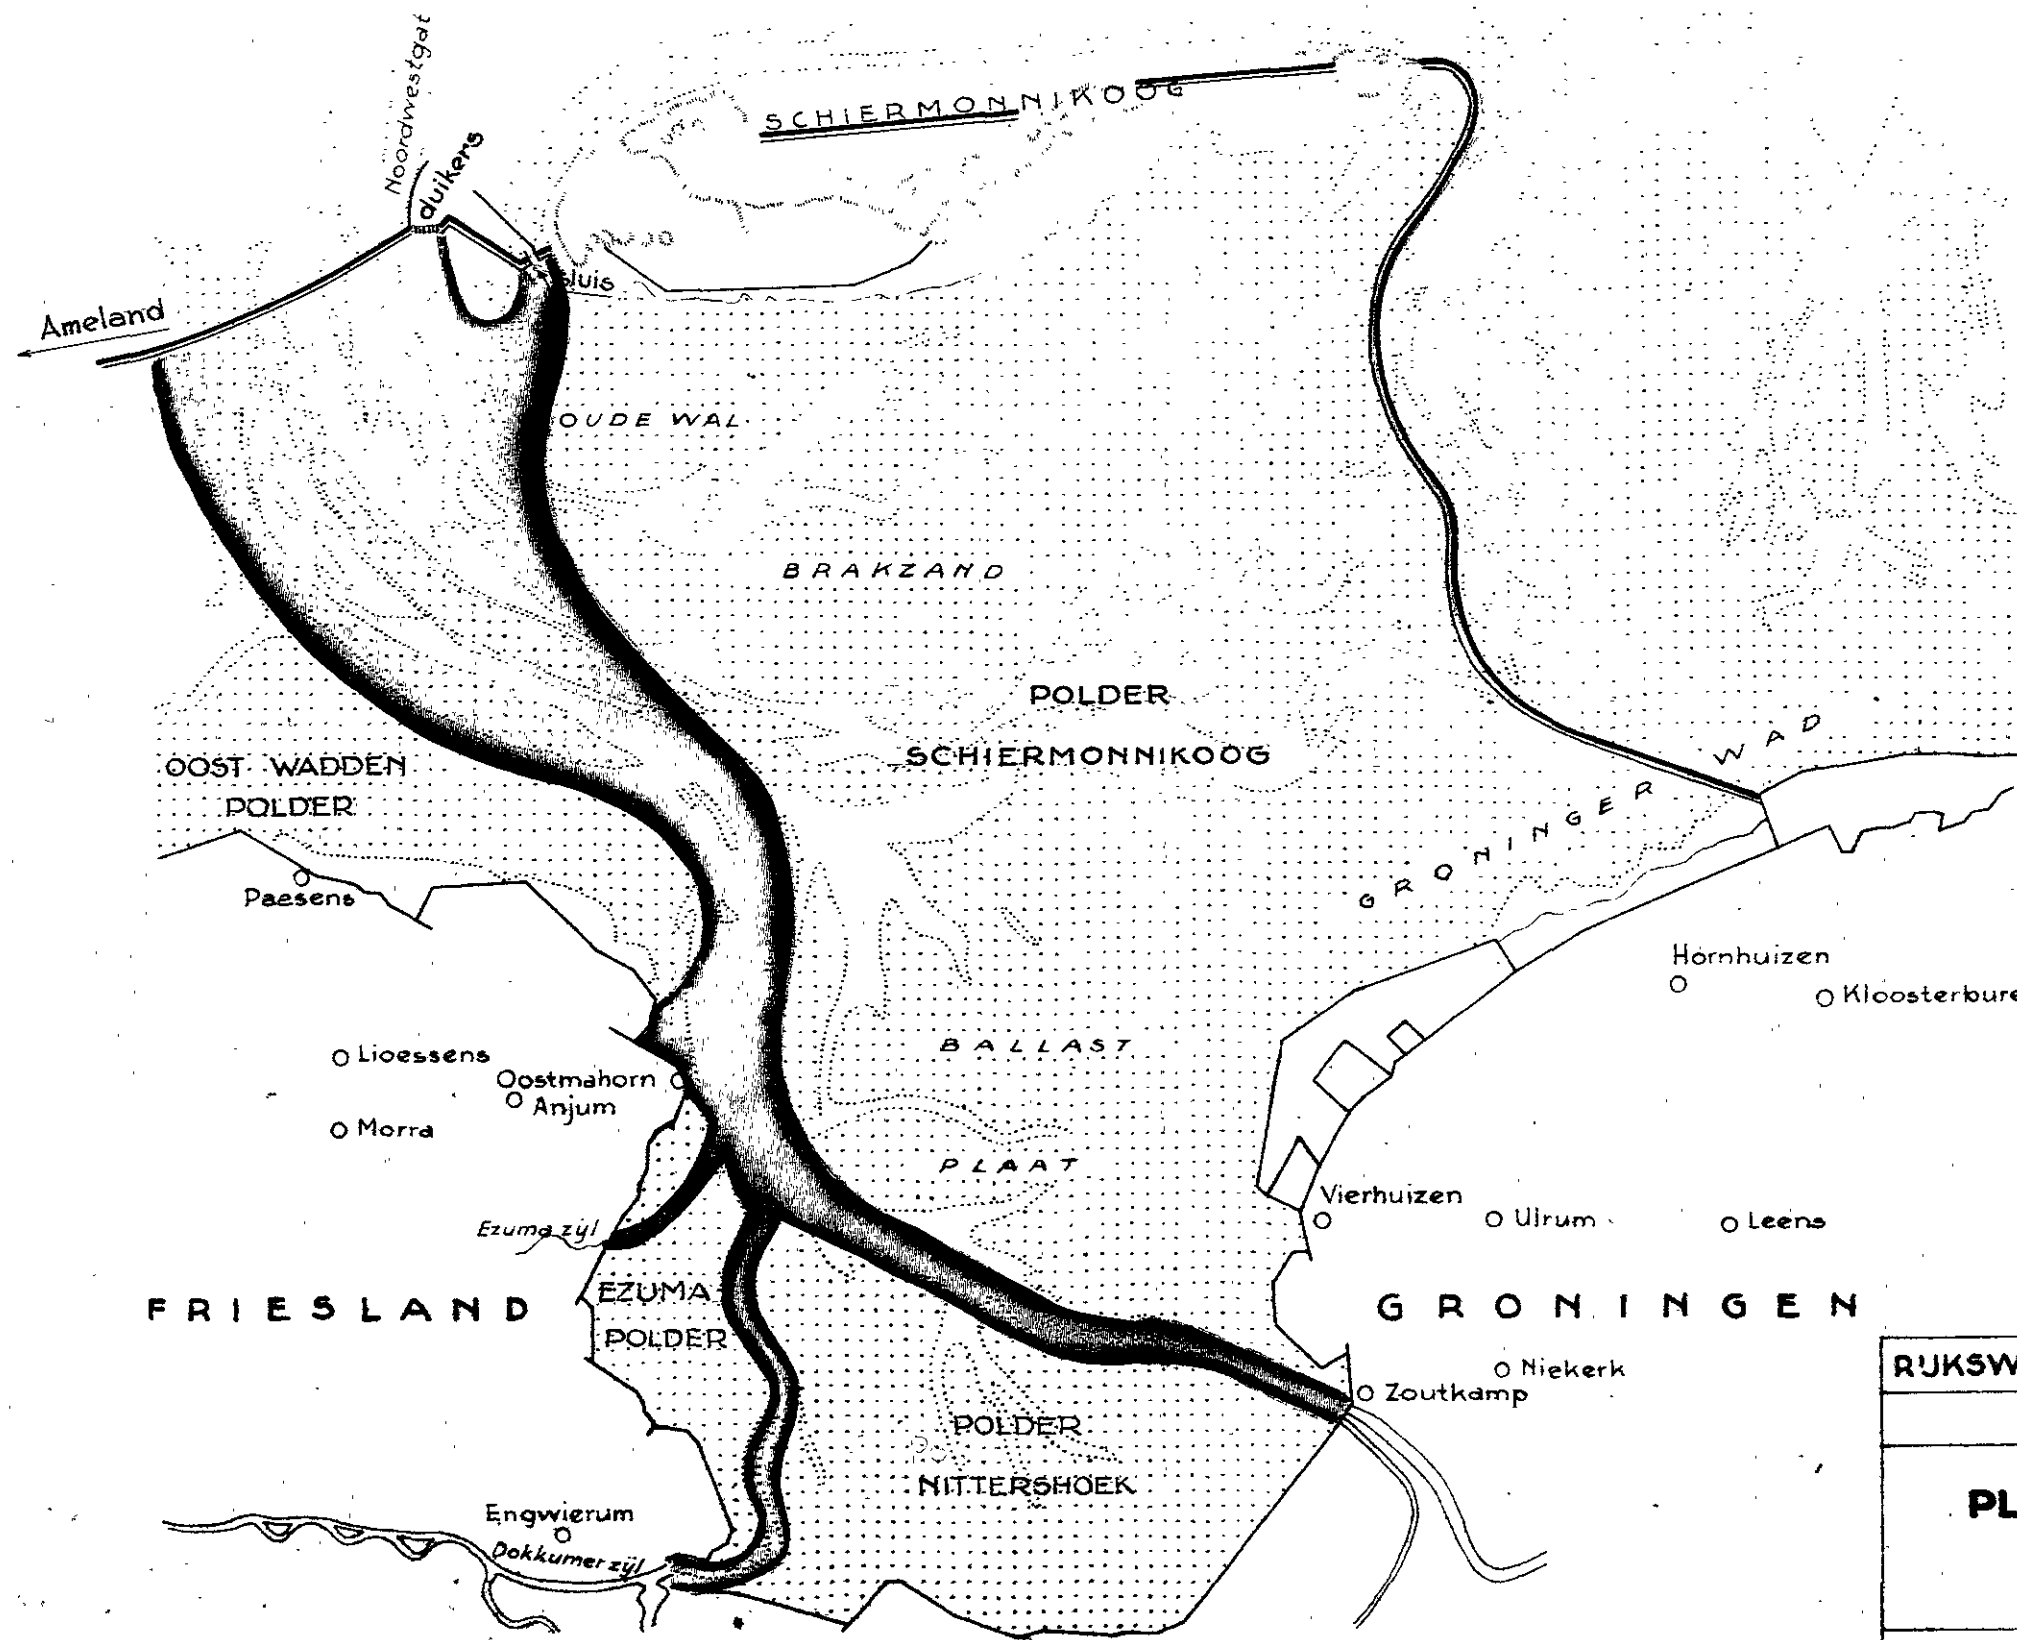 Noordwestgat
duikers
SCHIERMONNIKOOG
sluis
Ameland
OUDE WAL
BRAKZAND
POLDER
SCHIERMONNIKOOG
GRONINGER WAD
OOST WADDEN
POLDER
Paesens
Hornhuizen
Kloosterbure
BALLAST
Lioessens
Oostmahorn
Anjum
Morra
PLAAT
Vierhuizen
Ulrum
Leens
Ezuma zyl
EZUMA
POLDER
FRIESLAND
GRONINGEN
RIJKSW
Niekerk
Zoutkamp
POLDER
NITTERSHOEK
PL
Engwierum
Dokkumer zijl